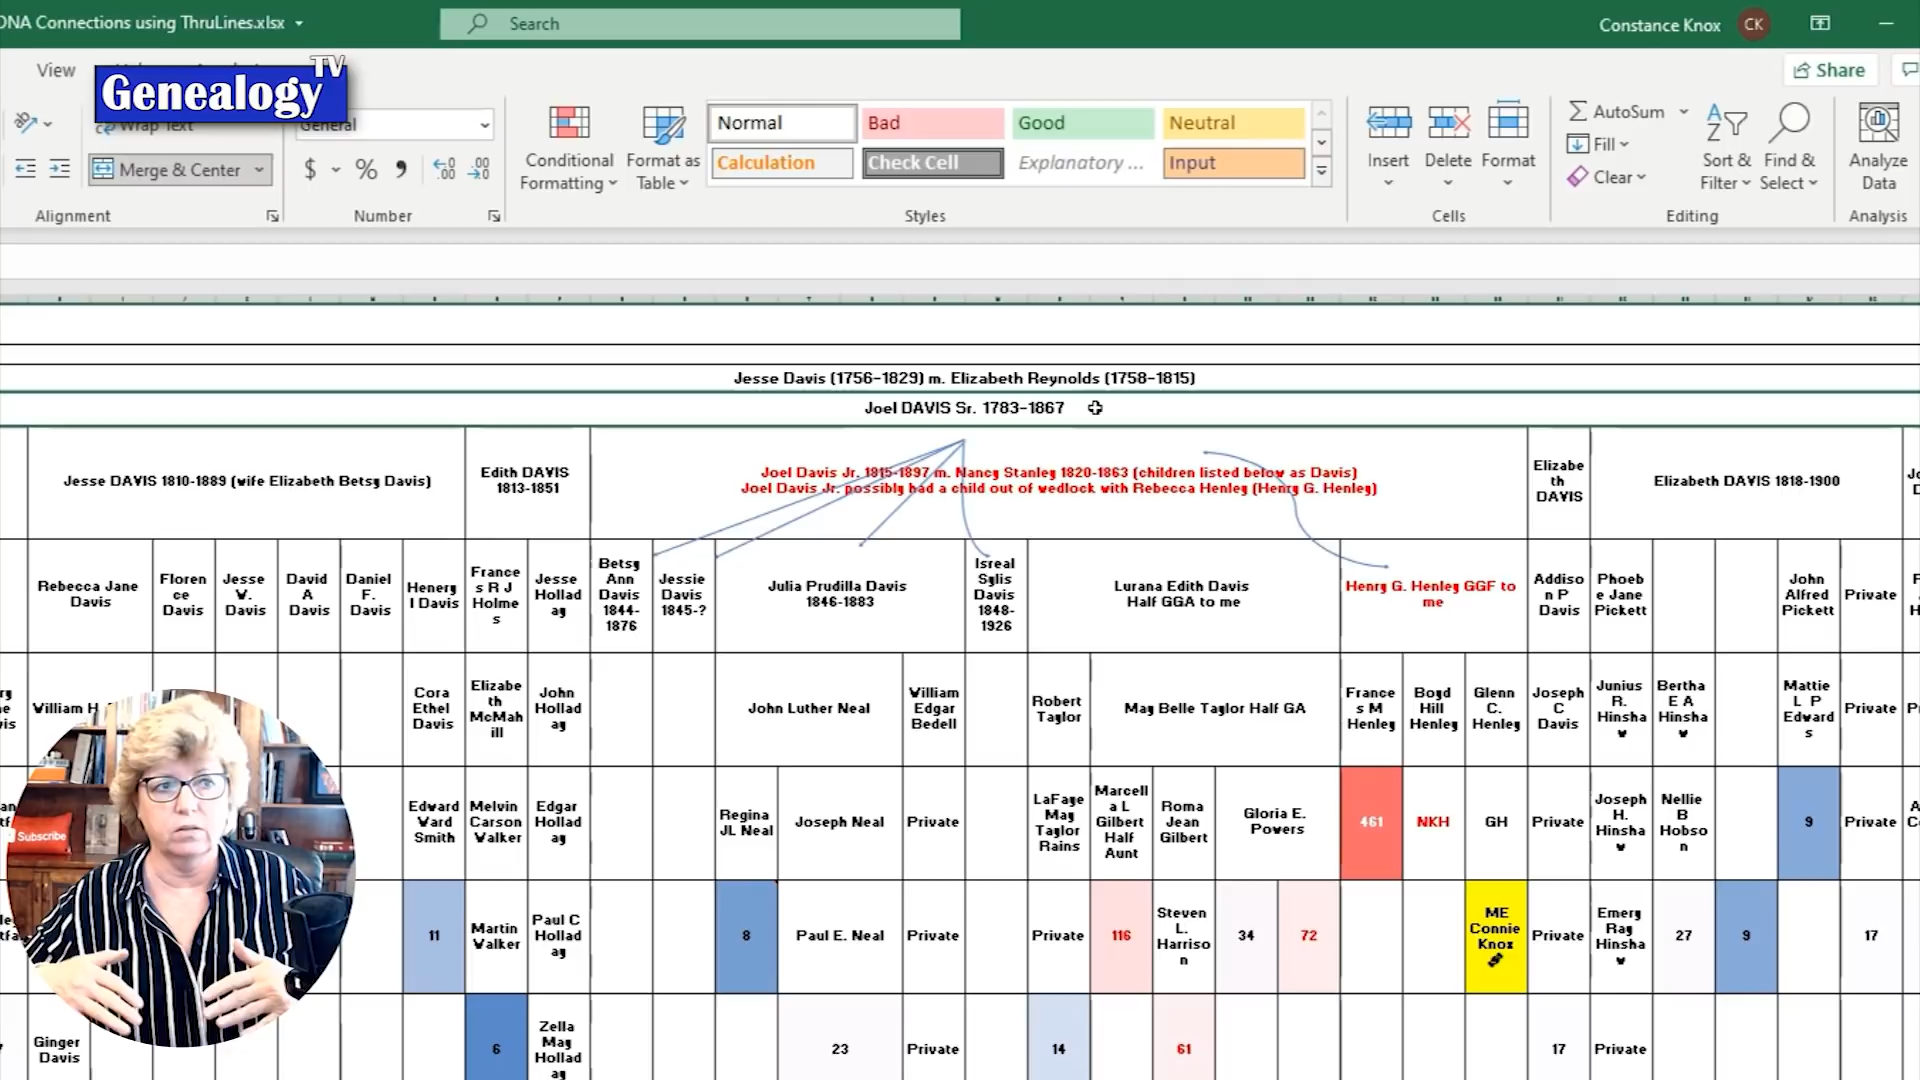 DNA Connections using ThruLines.xlsx
Search
Constance Knox
CK
View
Genealogy TV
Share
Wrap Text
General
Merge & Center
$ % ,
Conditional Formatting
Format as Table
Normal
Bad
Good
Neutral
Calculation
Check Cell
Explanatory ...
Input
Insert
Delete
Format
AutoSum
Fill
Clear
Sort & Filter
Find & Select
Analyze Data
Alignment
Number
Styles
Cells
Editing
Analysis
Jesse Davis (1756-1829) m. Elizabeth Reynolds (1758-1815)
Joel DAVIS Sr. 1783-1867
Jesse DAVIS 1810-1889 (wife Elizabeth Betsy Davis)
Edith DAVIS 1813-1851
Joel Davis Jr. 1815-1897 m. Nancy Stanley 1820-1863 (children listed below as Davis)
Joel Davis Jr. possibly had a child out of wedlock with Rebecca Henley (Henry G. Henley)
Elizabeth DAVIS
Elizabeth DAVIS 1818-1900
Rebecca Jane Davis
Florence Davis
Jesse W. Davis
David A Davis
Daniel F. Davis
Henery I Davis
Frances R J Holmes
Jesse Holladay
Betsy Ann Davis 1844-1876
Jessie Davis 1845-?
Julia Prudilla Davis 1846-1883
Isreal Sylis Davis 1848-1926
Lurana Edith Davis
Half GGA to me
Henry G. Henley GGF to me
Addison P Davis
Phoebe Jane Pickett
John Alfred Pickett
Private
William H
Cora Ethel Davis
Elizabeth McMahill
John Holladay
John Luther Neal
William Edgar Bedell
Robert Taylor
May Belle Taylor Half GA
Frances M Henley
Boyd Hill Henley
Glenn C. Henley
Joseph C Davis
Junius R. Hinshaw
Bertha E A Hinshaw
Mattie L P Edwards
Private
Subscribe
Edward Ward Smith
Melvin Carson Walker
Edgar Holladay
Regina JL Neal
Joseph Neal
Private
LaFaye May Taylor Rains
Marcella L Gilbert Half Aunt
Roma Jean Gilbert
Gloria E. Powers
461
NKH
GH
Private
Joseph H. Hinshaw
Nellie B Hobson
9
Private
11
Martin Walker
Paul C Holladay
8
Paul E. Neal
Private
Private
116
Steven L. Harrison
34
72
ME Connie Knox
Private
Emery Ray Hinshaw
27
9
17
Ginger Davis
6
Zella May Holladay
23
Private
14
61
17
Private